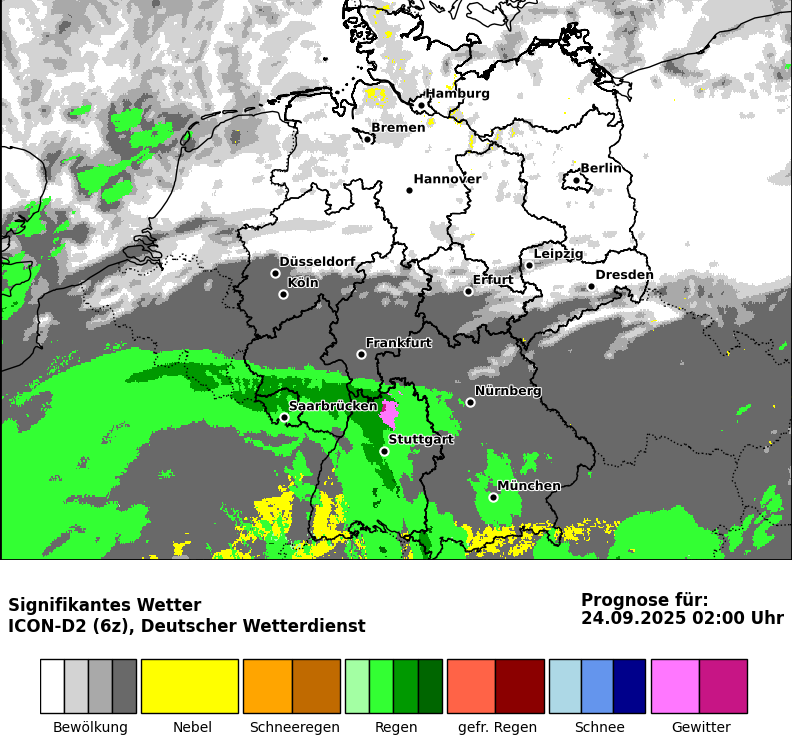 Hamburg
Bremen
Berlin
Hannover
Leipzig
Düsseldorf
Dresden
Köln
Erfurt
Frankfurt
Nürnberg
Saarbrücken
Stuttgart
München
Signifikantes Wetter
ICON-D2 (6z), Deutscher Wetterdienst
Prognose für:
24.09.2025 02:00 Uhr
Bewölkung Nebel Schneeregen Regen gefr. Regen Schnee Gewitter